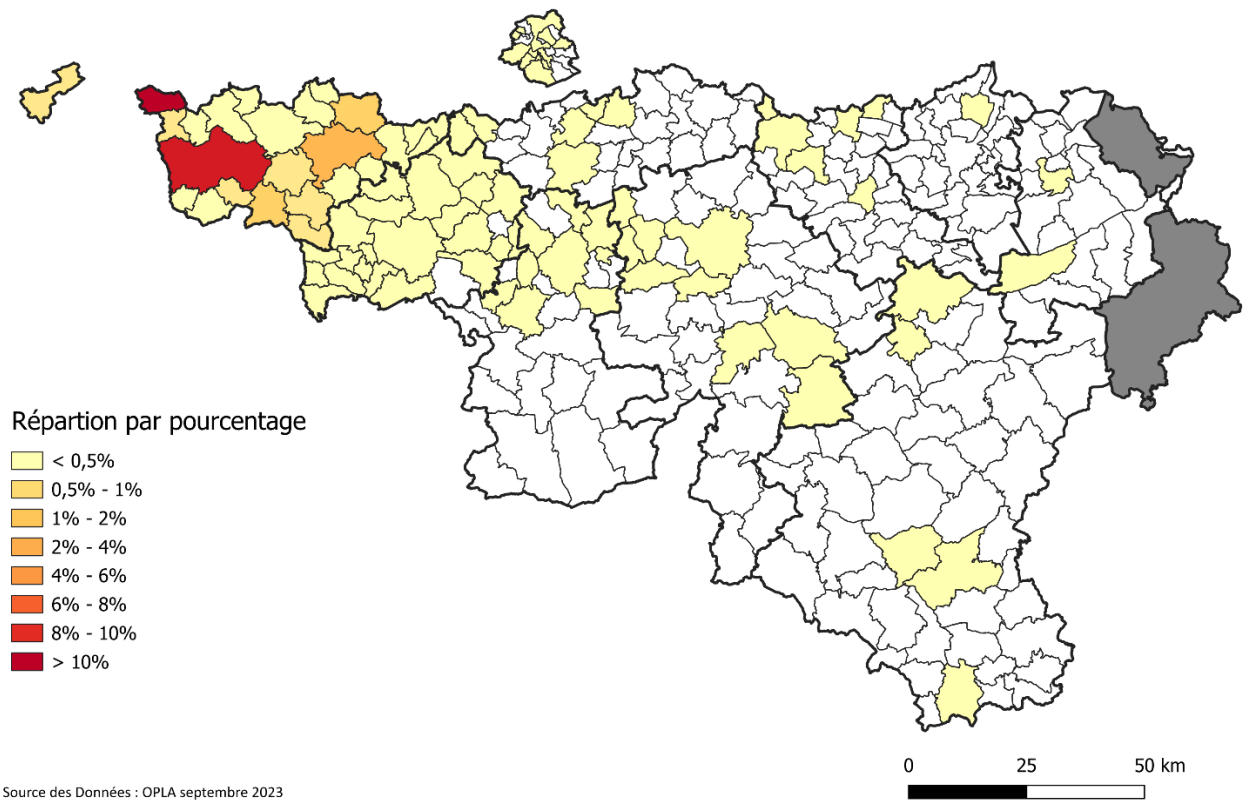 Répartion par pourcentage
< 0,5%
0,5% - 1%
1% - 2%
2% - 4%
4% - 6%
6% - 8%
8% - 10%
> 10%
0 25 50 km
Source des Données : OPLA septembre 2023